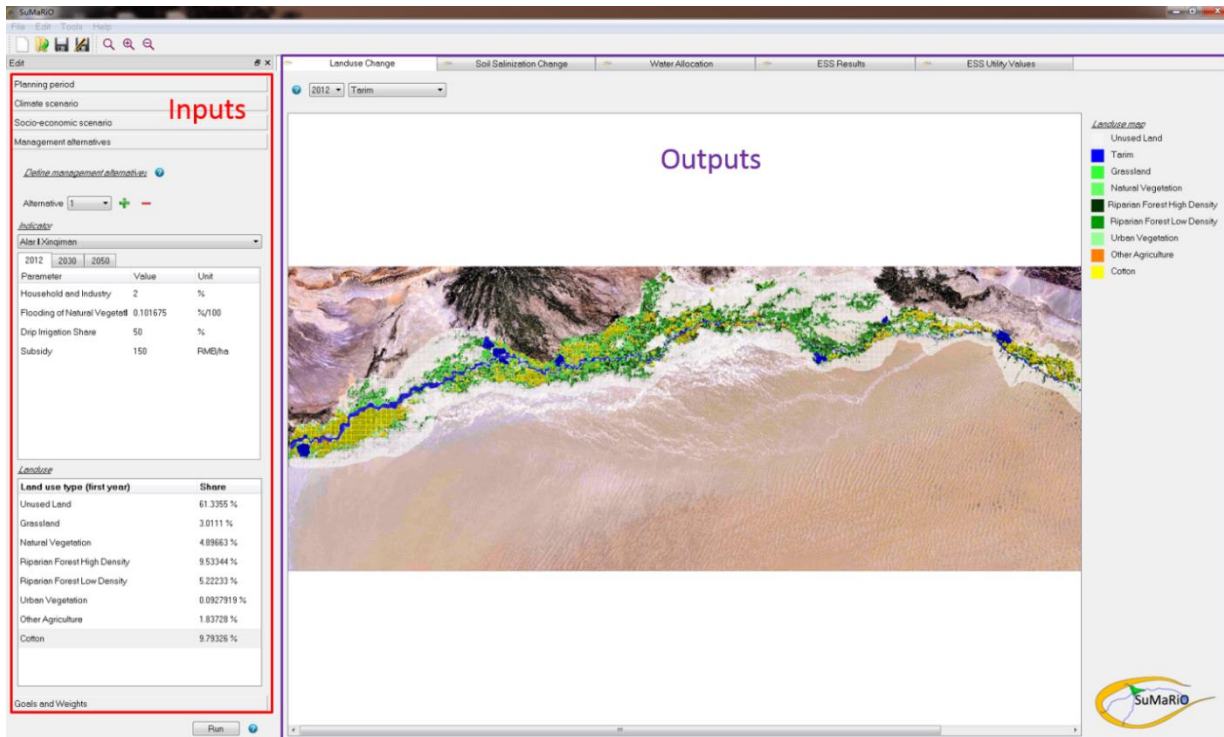 SuMaRiO
File Edit Tools Help
Edit
Planning period
Climate scenario
Socio-economic scenario
Management alternatives
Inputs
Define management alternatives
Alternative 1
Indicator
Alar I Xinqiman
2012 2030 2050
Parameter Value Unit
Household and Industry 2 %
Flooding of Natural Vegetati 0.101675 %/100
Drip Irrigation Share 50 %
Subsidy 150 RMB/ha
Landuse
Land use type (first year) Share
Unused Land 61.3355 %
Grassland 3.0111 %
Natural Vegetation 4.89663 %
Riparian Forest High Density 9.53344 %
Riparian Forest Low Density 5.22233 %
Urban Vegetation 0.0927919 %
Other Agriculture 1.83728 %
Cotton 9.79326 %
Goals and Weights
Run
Landuse Change Soil Salinization Change Water Allocation ESS Results ESS Utility Values
2012 Tarim
Outputs
Landuse map
Unused Land
Tarim
Grassland
Natural Vegetation
Riparian Forest High Density
Riparian Forest Low Density
Urban Vegetation
Other Agriculture
Cotton
SuMaRiO